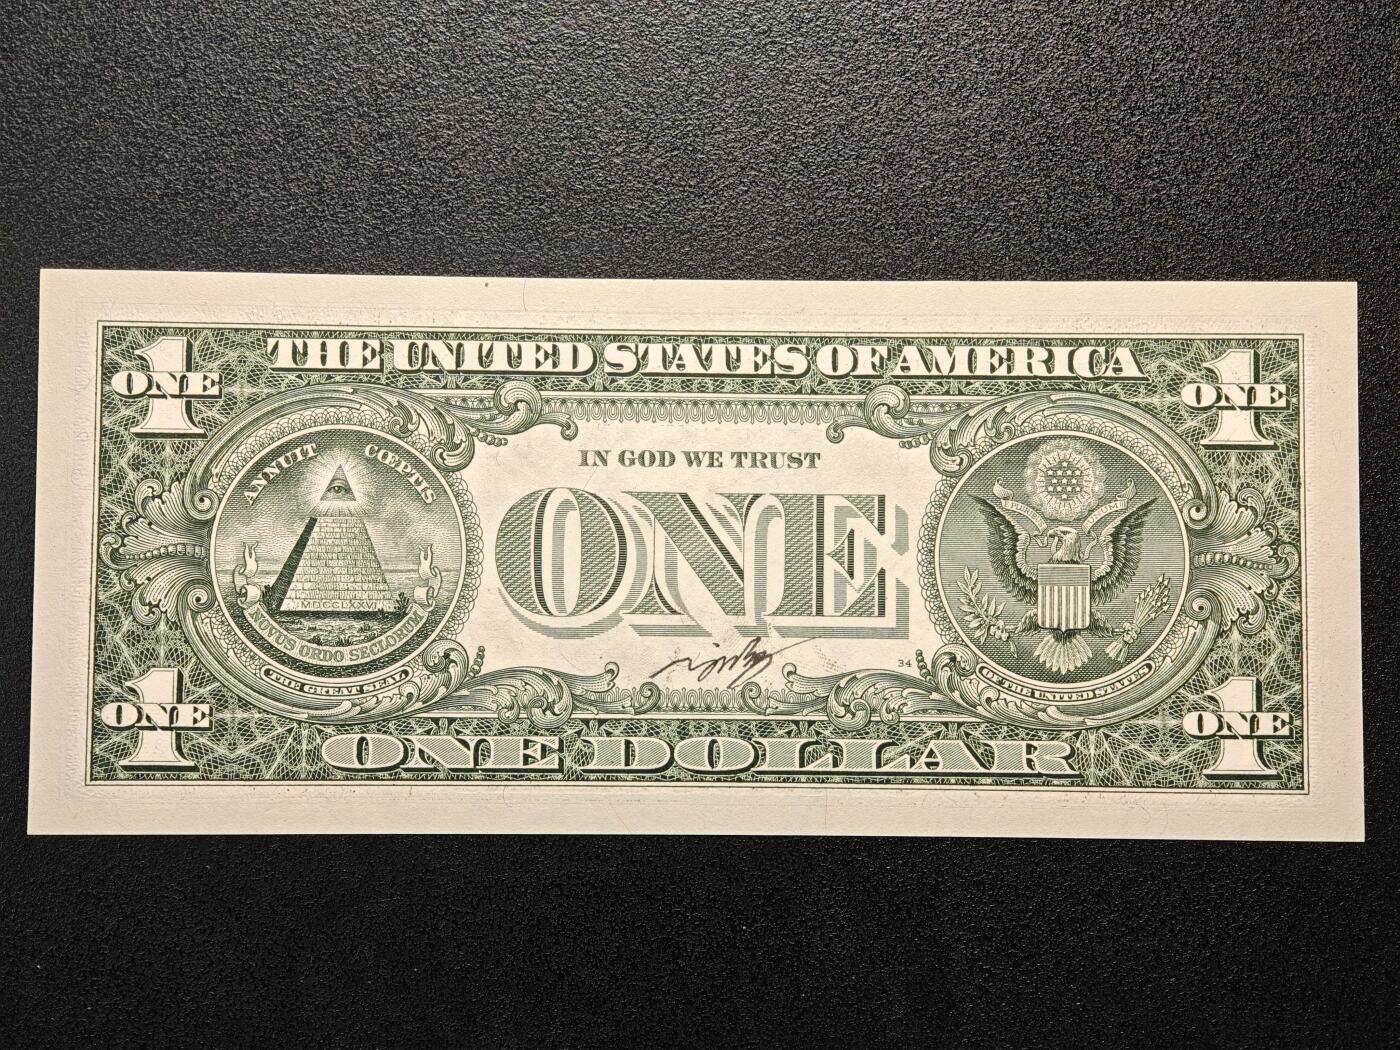 THE UNITED STATES OF AMERICA
1
ONE
1
ONE
ANNUIT CŒPTIS
IN GOD WE TRUST
ONE
MDCCLXXVI
NOVUS ORDO SECLORUM
THE GREAT SEAL
34
OF THE UNITED STATES
1
ONE
1
ONE
ONE DOLLAR